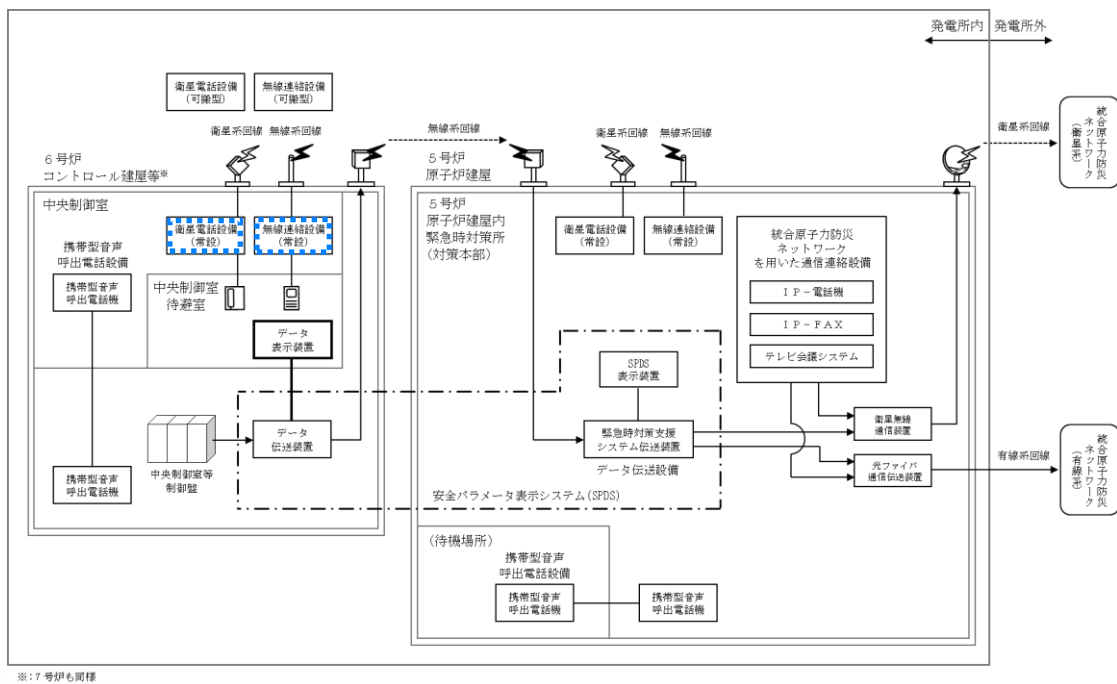 発電所内
発電所外
衛星電話設備
(可搬型)
無線連絡設備
(可搬型)
衛星系回線
無線系回線
無線系回線
衛星系回線
無線系回線
衛星系回線
統合原子力防災
ネットワーク
(衛星系)
6号炉
コントロール建屋等※
5号炉
原子炉建屋
中央制御室
衛星電話設備
(常設)
無線連絡設備
(常設)
携帯型音声
呼出電話設備
携帯型音声
呼出電話機
中央制御室
待避室
データ
表示装置
中央制御室等
制御盤
データ
伝送装置
携帯型音声
呼出電話機
5号炉
原子炉建屋内
緊急時対策所
(対策本部)
衛星電話設備
(常設)
無線連絡設備
(常設)
統合原子力防災
ネットワーク
を用いた通信連絡設備
IP-電話機
IP-FAX
テレビ会議システム
SPDS
表示装置
緊急時対策支援
システム伝送装置
データ伝送設備
衛星無線
通信装置
光ファイバ
通信伝送装置
有線系回線
統合原子力防災
ネットワーク
(有線系)
安全パラメータ表示システム(SPDS)
(待機場所)
携帯型音声
呼出電話設備
携帯型音声
呼出電話機
携帯型音声
呼出電話機
※:7号炉も同様